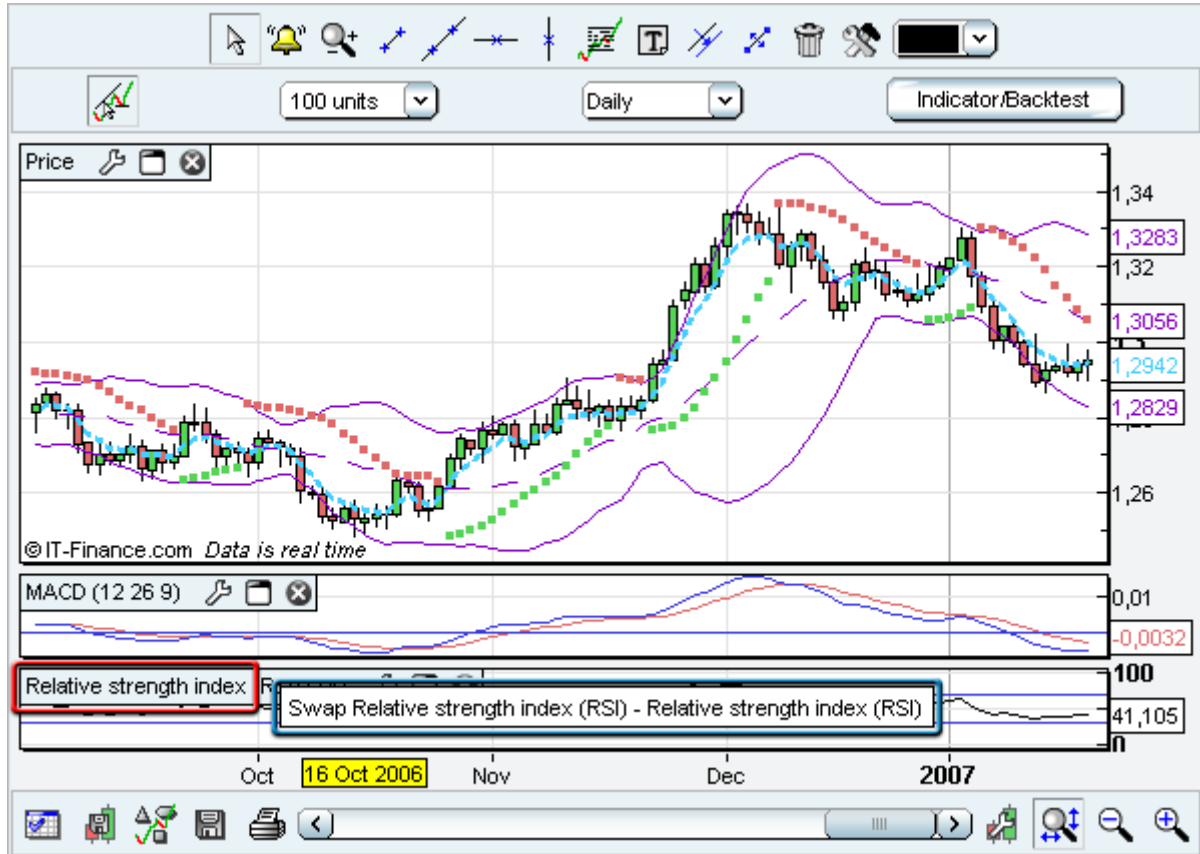 100 units
Daily
Indicator/Backtest
Price
1,34
1,3283
1,32
1,3056
1,2942
1,2829
1,26
© IT-Finance.com Data is real time
MACD (12 26 9)
0,01
-0,0032
Relative strength index
100
Swap Relative strength index (RSI) - Relative strength index (RSI)
41,105
0
Oct
16 Oct 2006
Nov
Dec
2007